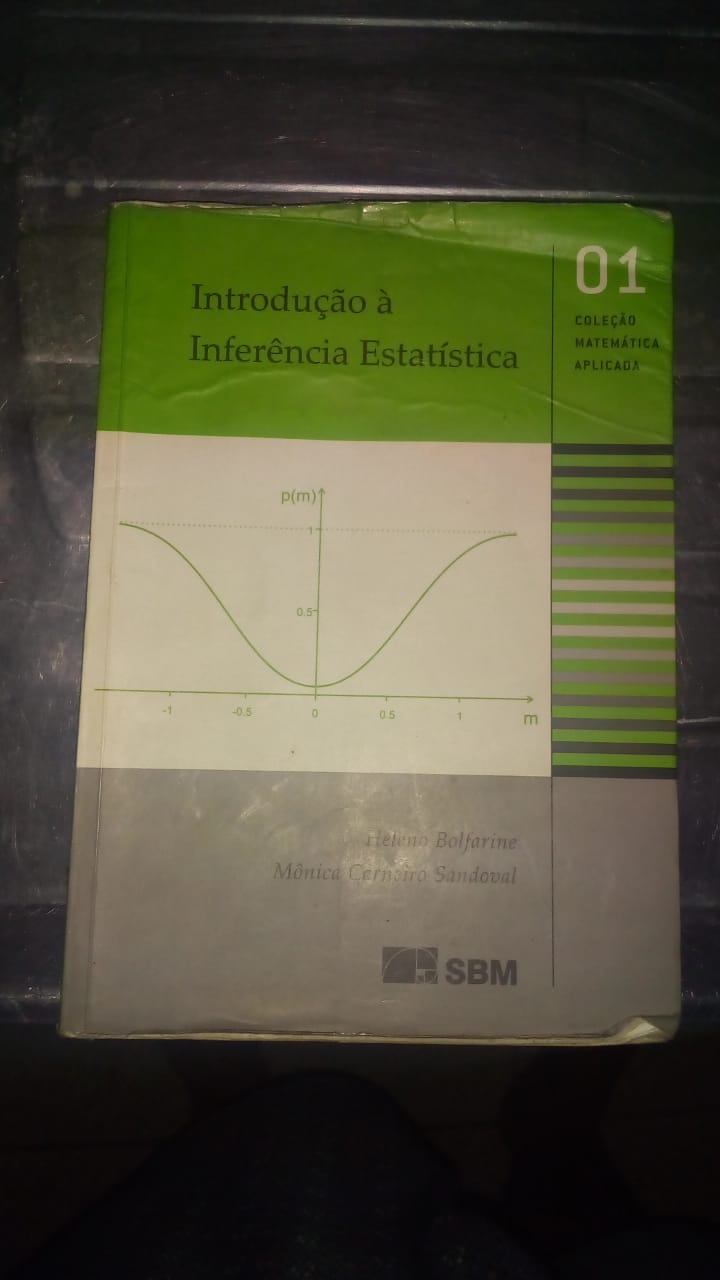 Introdução à
Inferência Estatística
01
COLEÇÃO
MATEMÁTICA
APLICADA
p(m)
1
0.5
-1
-0.5
0
0.5
1
m
Heleno Bolfarine
Mônica Carneiro Sandoval
SBM